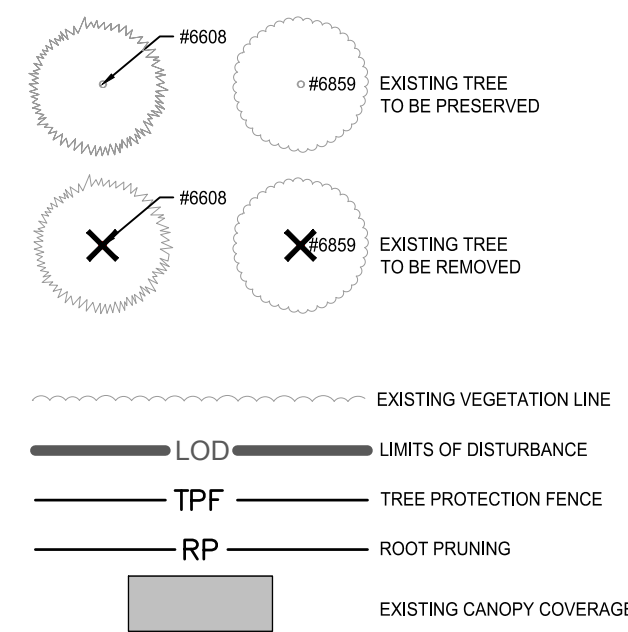 #6608
#6859
EXISTING TREE
TO BE PRESERVED
#6608
#6859
EXISTING TREE
TO BE REMOVED
EXISTING VEGETATION LINE
LOD
LIMITS OF DISTURBANCE
TPF
TREE PROTECTION FENCE
RP
ROOT PRUNING
EXISTING CANOPY COVERAGE